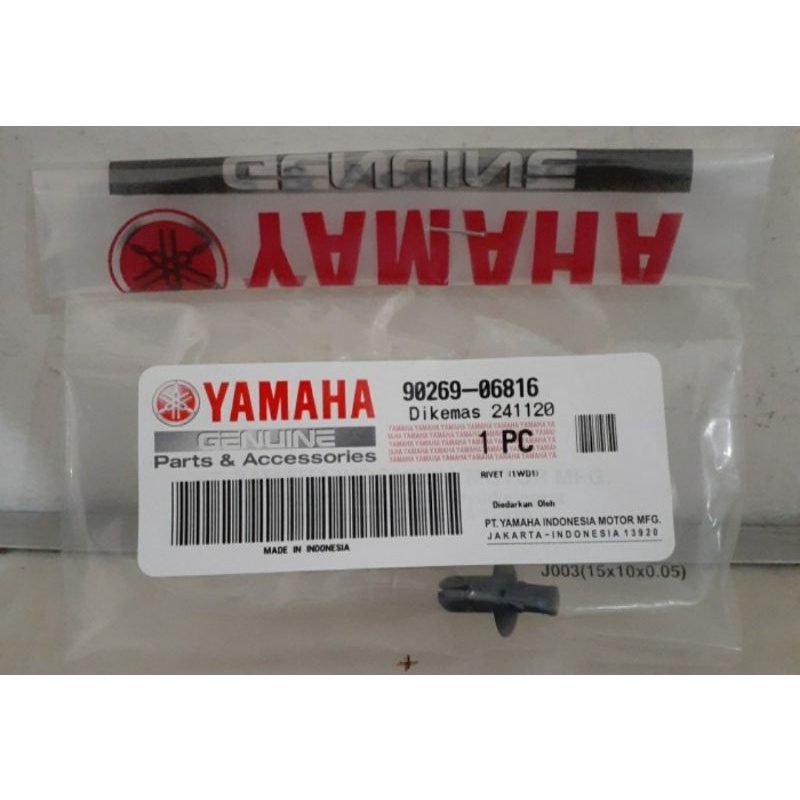 GENUINE
YAMAHA
YAMAHA
90269-06816
Dikemas 241120
GENUINE
1 PC
Parts & Accessories
RIVET (1WD1)
Diedarkan Oleh
PT. YAMAHA INDONESIA MOTOR MFG.
JAKARTA-INDONESIA 13920
MADE IN INDONESIA
J003(15x10x0.05)